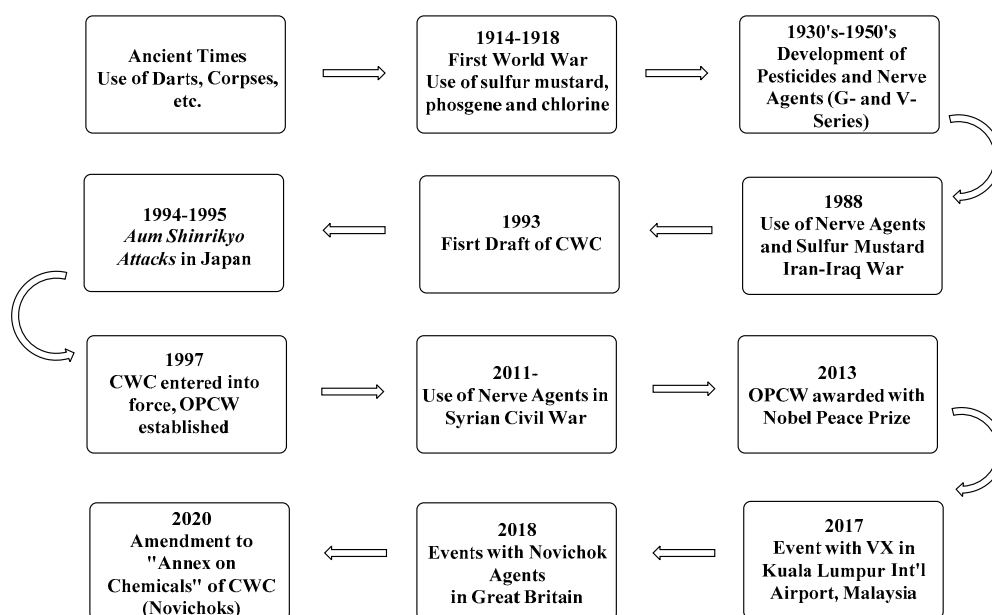 Ancient Times
Use of Darts, Corpses,
etc.
1914-1918
First World War
Use of sulfur mustard,
phosgene and chlorine
1930's-1950's
Development of
Pesticides and Nerve
Agents (G- and V-
Series)
1988
Use of Nerve Agents
and Sulfur Mustard
Iran-Iraq War
1993
Fisrt Draft of CWC
1994-1995
Aum Shinrikyo
Attacks in Japan
1997
CWC entered into
force, OPCW
established
2011-
Use of Nerve Agents in
Syrian Civil War
2013
OPCW awarded with
Nobel Peace Prize
2017
Event with VX in
Kuala Lumpur Int'l
Airport, Malaysia
2018
Events with Novichok
Agents
in Great Britain
2020
Amendment to
"Annex on
Chemicals" of CWC
(Novichoks)